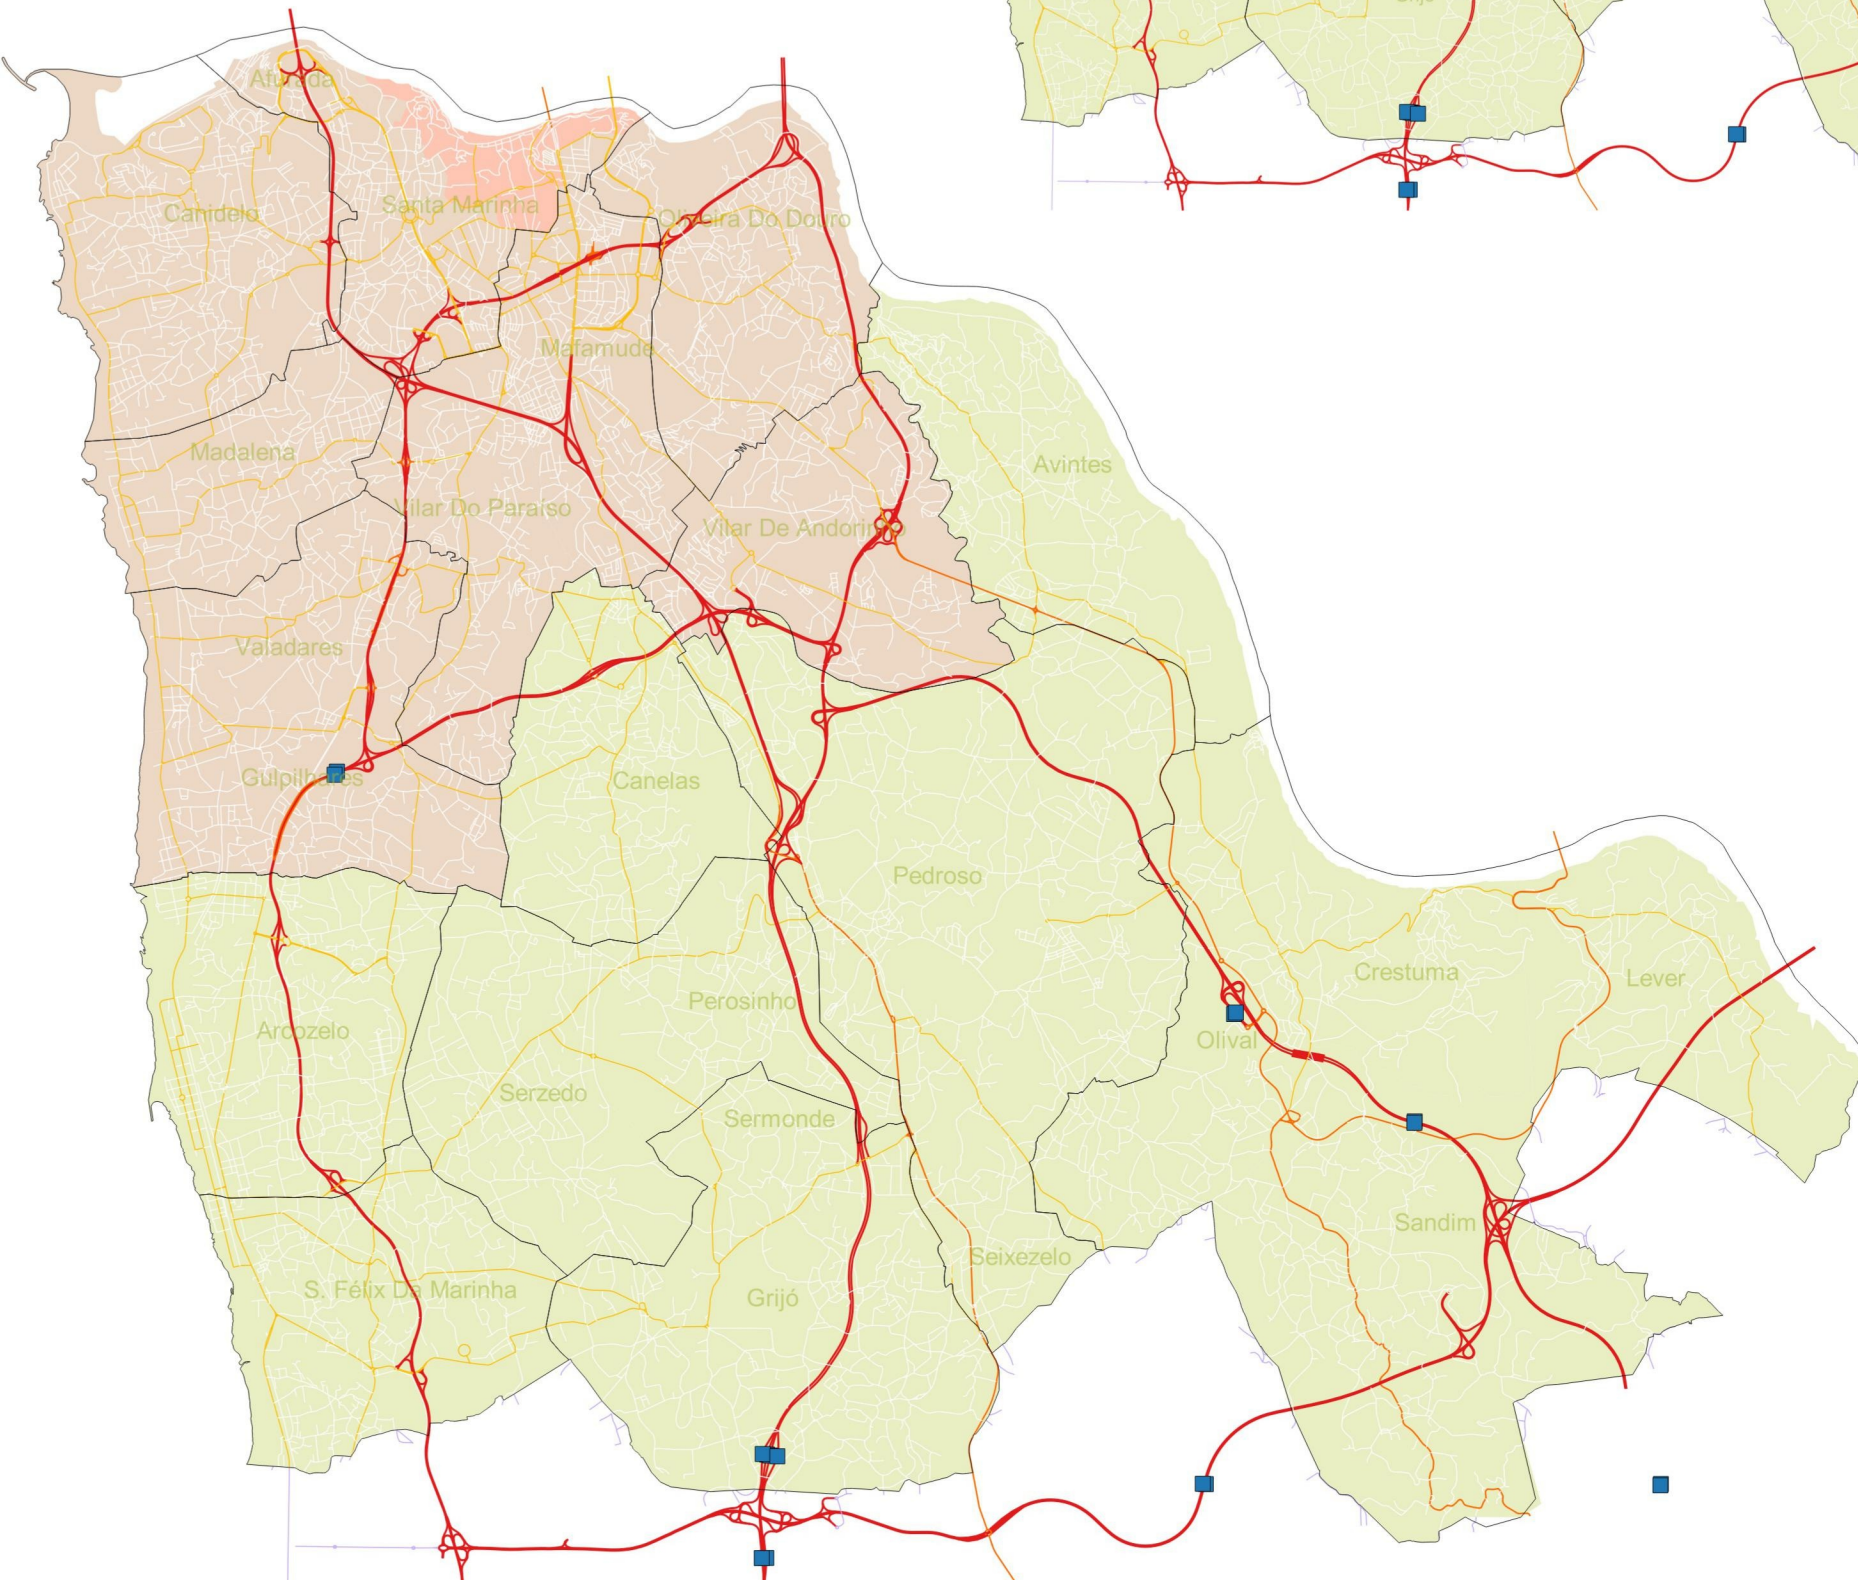 Afurada
Canidelo
Santa Marinha
Oliveira Do Douro
Mafamude
Madalena
Avintes
Vilar Do Paraiso
Vilar De Andorinho
Valadares
Gulpilhares
Canelas
Pedroso
Crestuma
Lever
Perosinho
Arcozelo
Olival
Serzedo
Sermonde
Sandim
Seixezelo
S. Félix Da Marinha
Grijó